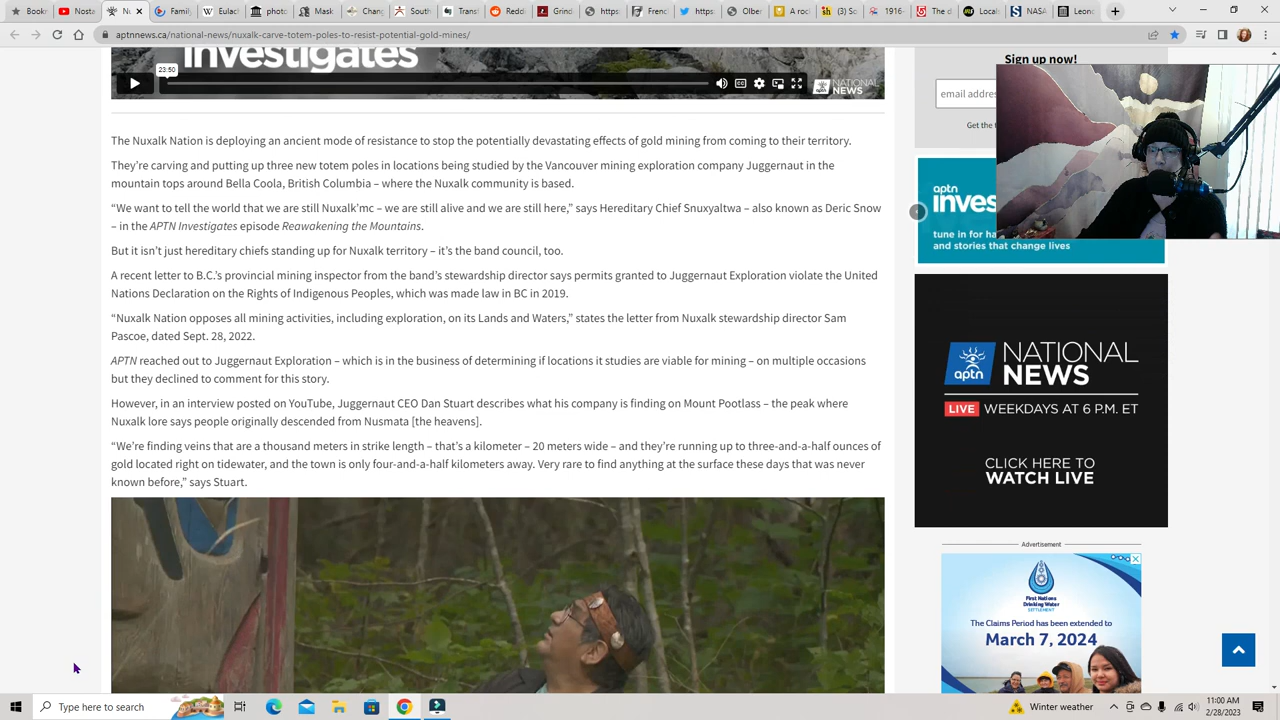 Nc
Book
Nost
N
pho
Redd
Grind
Nost
http
Olber
A ro
(3) S
1916
The
Loca
LosA
aptnnews.ca/national-news/nuxalk-carve-totem-poles-to-resist-potential-gold-mines/
investigates
23:50
NATIONAL
NEWS
Sign up now!
email addres
Get the
The Nuxalk Nation is deploying an ancient mode of resistance to stop the potentially devastating effects of gold mining from coming to their territory.
They're carving and putting up three new totem poles in locations being studied by the Vancouver mining exploration company Juggernaut in the
mountain tops around Bella Coola, British Columbia – where the Nuxalk community is based.
“We want to tell the world that we are still Nuxalk'mc – we are still alive and we are still here,” says Hereditary Chief Snuxyaltwa – also known as Deric Snow
– in the APTN Investigates episode Reawakening the Mountains.
But it isn't just hereditary chiefs standing up for Nuxalk territory – it's the band council, too.
A recent letter to B.C.'s provincial mining inspector from the band's stewardship director says permits granted to Juggernaut Exploration violate the United
Nations Declaration on the Rights of Indigenous Peoples, which was made law in BC in 2019.
“Nuxalk Nation opposes all mining activities, including exploration, on its Lands and Waters,” states the letter from Nuxalk stewardship director Sam
Pascoe, dated Sept. 28, 2022.
APTN reached out to Juggernaut Exploration – which is in the business of determining if locations it studies are viable for mining – on multiple occasions
but they declined to comment for this story.
However, in an interview posted on YouTube, Juggernaut CEO Dan Stuart describes what his company is finding on Mount Pootlass – the peak where
Nuxalk lore says people originally descended from Nusmata [the heavens].
“We're finding veins that are a thousand meters in strike length – that's a kilometer – 20 meters wide – and they're running up to three-and-a-half ounces of
gold located right on tidewater, and the town is only four-and-a-half kilometers away. Very rare to find anything at the surface these days that was never
known before,” says Stuart.
aptn
inves
tune in for ha
and stories that change lives
aptn
NATIONAL
NEWS
LIVE WEEKDAYS AT 6 P.M. ET
CLICK HERE TO
WATCH LIVE
Advertisement
First Nations
Drinking Water
SETTLEMENT
The Claims Period has been extended to
March 7, 2024
Type here to search
Winter weather
11:00 AM
2/28/2023